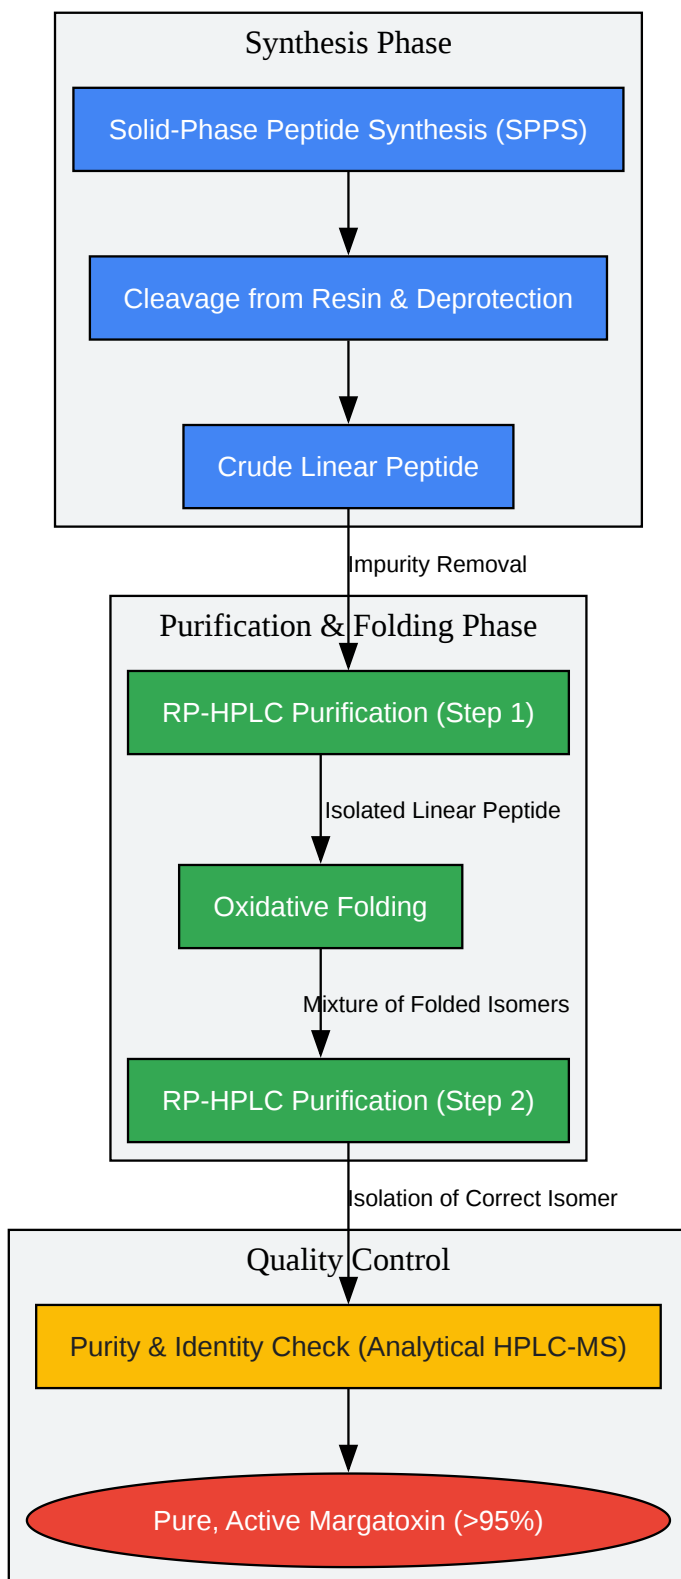 Synthesis Phase
Solid-Phase Peptide Synthesis (SPPS)
Cleavage from Resin & Deprotection
Crude Linear Peptide
Impurity Removal
Purification & Folding Phase
RP-HPLC Purification (Step 1)
Isolated Linear Peptide
Oxidative Folding
Mixture of Folded Isomers
RP-HPLC Purification (Step 2)
Isolation of Correct Isomer
Quality Control
Purity & Identity Check (Analytical HPLC-MS)
Pure, Active Margatoxin (>95%)